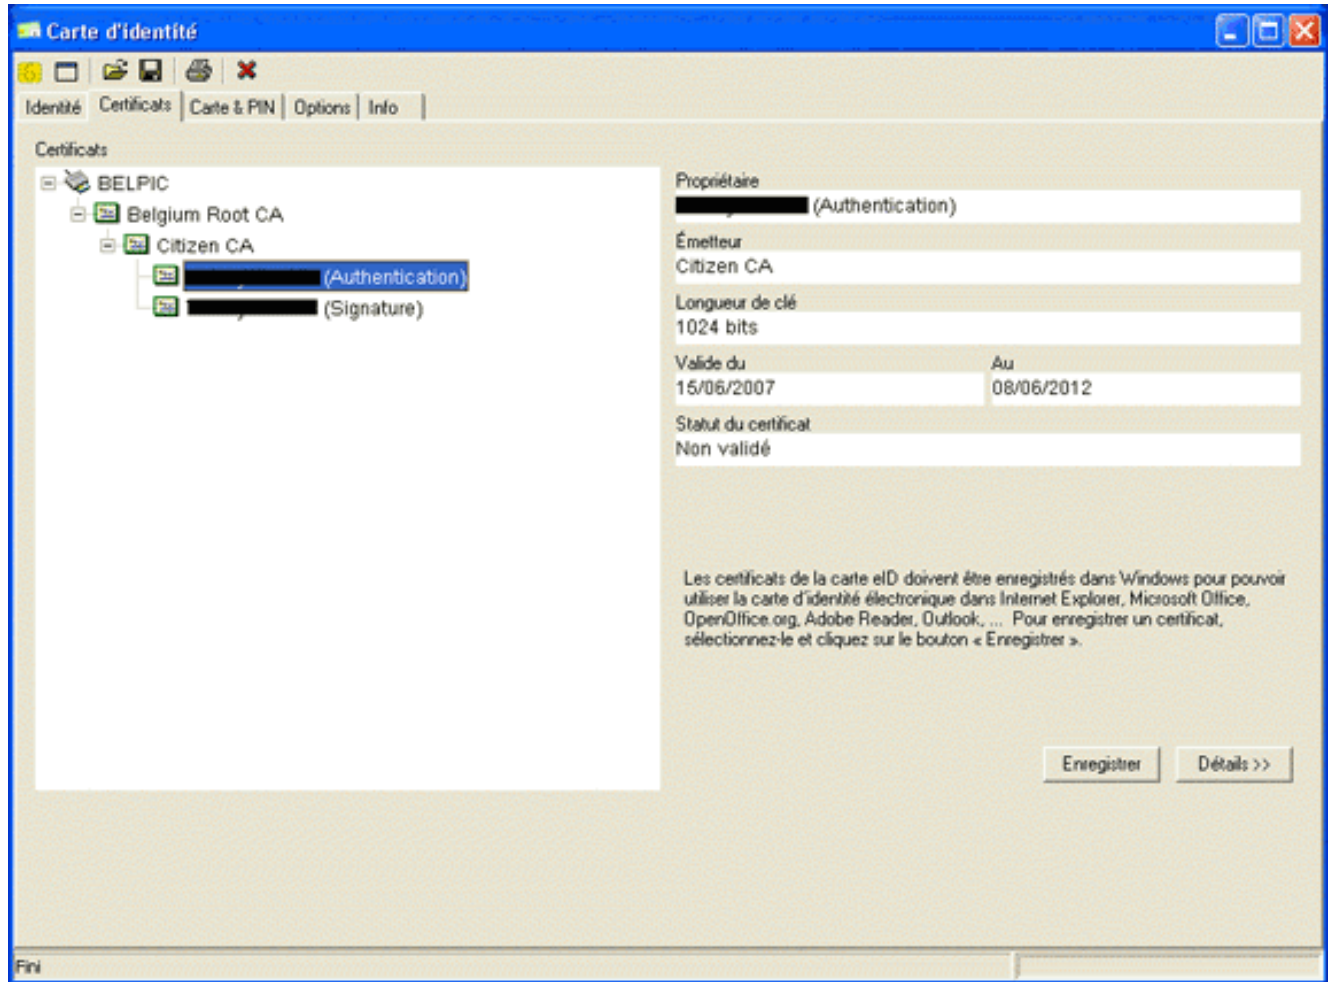 Carte d'identité
Identité Certificats Carte & PIN Options Info
Certificats
BELPIC
Belgium Root CA
Citizen CA
(Authentication)
(Signature)
Propriétaire
(Authentication)
Émetteur
Citizen CA
Longueur de clé
1024 bits
Valide du Au
15/06/2007 08/06/2012
Statut du certificat
Non validé
Les certificats de la carte eID doivent être enregistrés dans Windows pour pouvoir
utiliser la carte d'identité électronique dans Internet Explorer, Microsoft Office,
OpenOffice.org, Adobe Reader, Outlook, ... Pour enregistrer un certificat,
sélectionnez-le et cliquez sur le bouton « Enregistrer ».
Enregistrer Détails >>
Fini